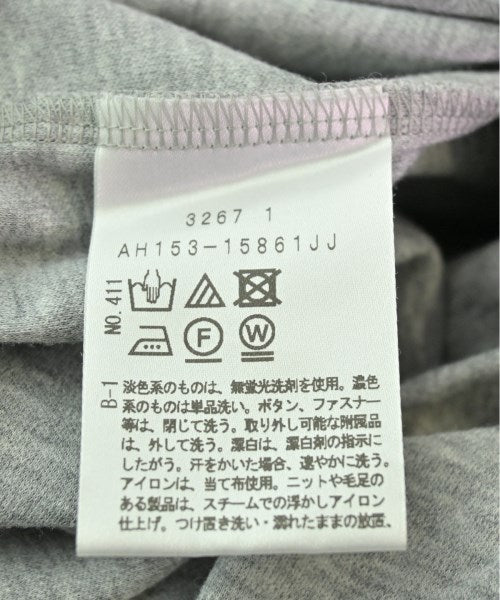 3267 1
AH153-15861JJ
NO.411
F
W
B-1
淡色系のものは、無蛍光洗剤を使用。濃色
系のものは単品洗い。ボタン、ファスナー
等は、閉じて洗う。取り外し可能な附属品
は、外して洗う。漂白は、漂白剤の指示に
したがう。汗をかいた場合、速やかに洗う。
アイロンは、当て布使用。ニットや毛足の
ある製品は、スチームでの浮かしアイロン
仕上げ。つけ置き洗い・濡れたままの放置、